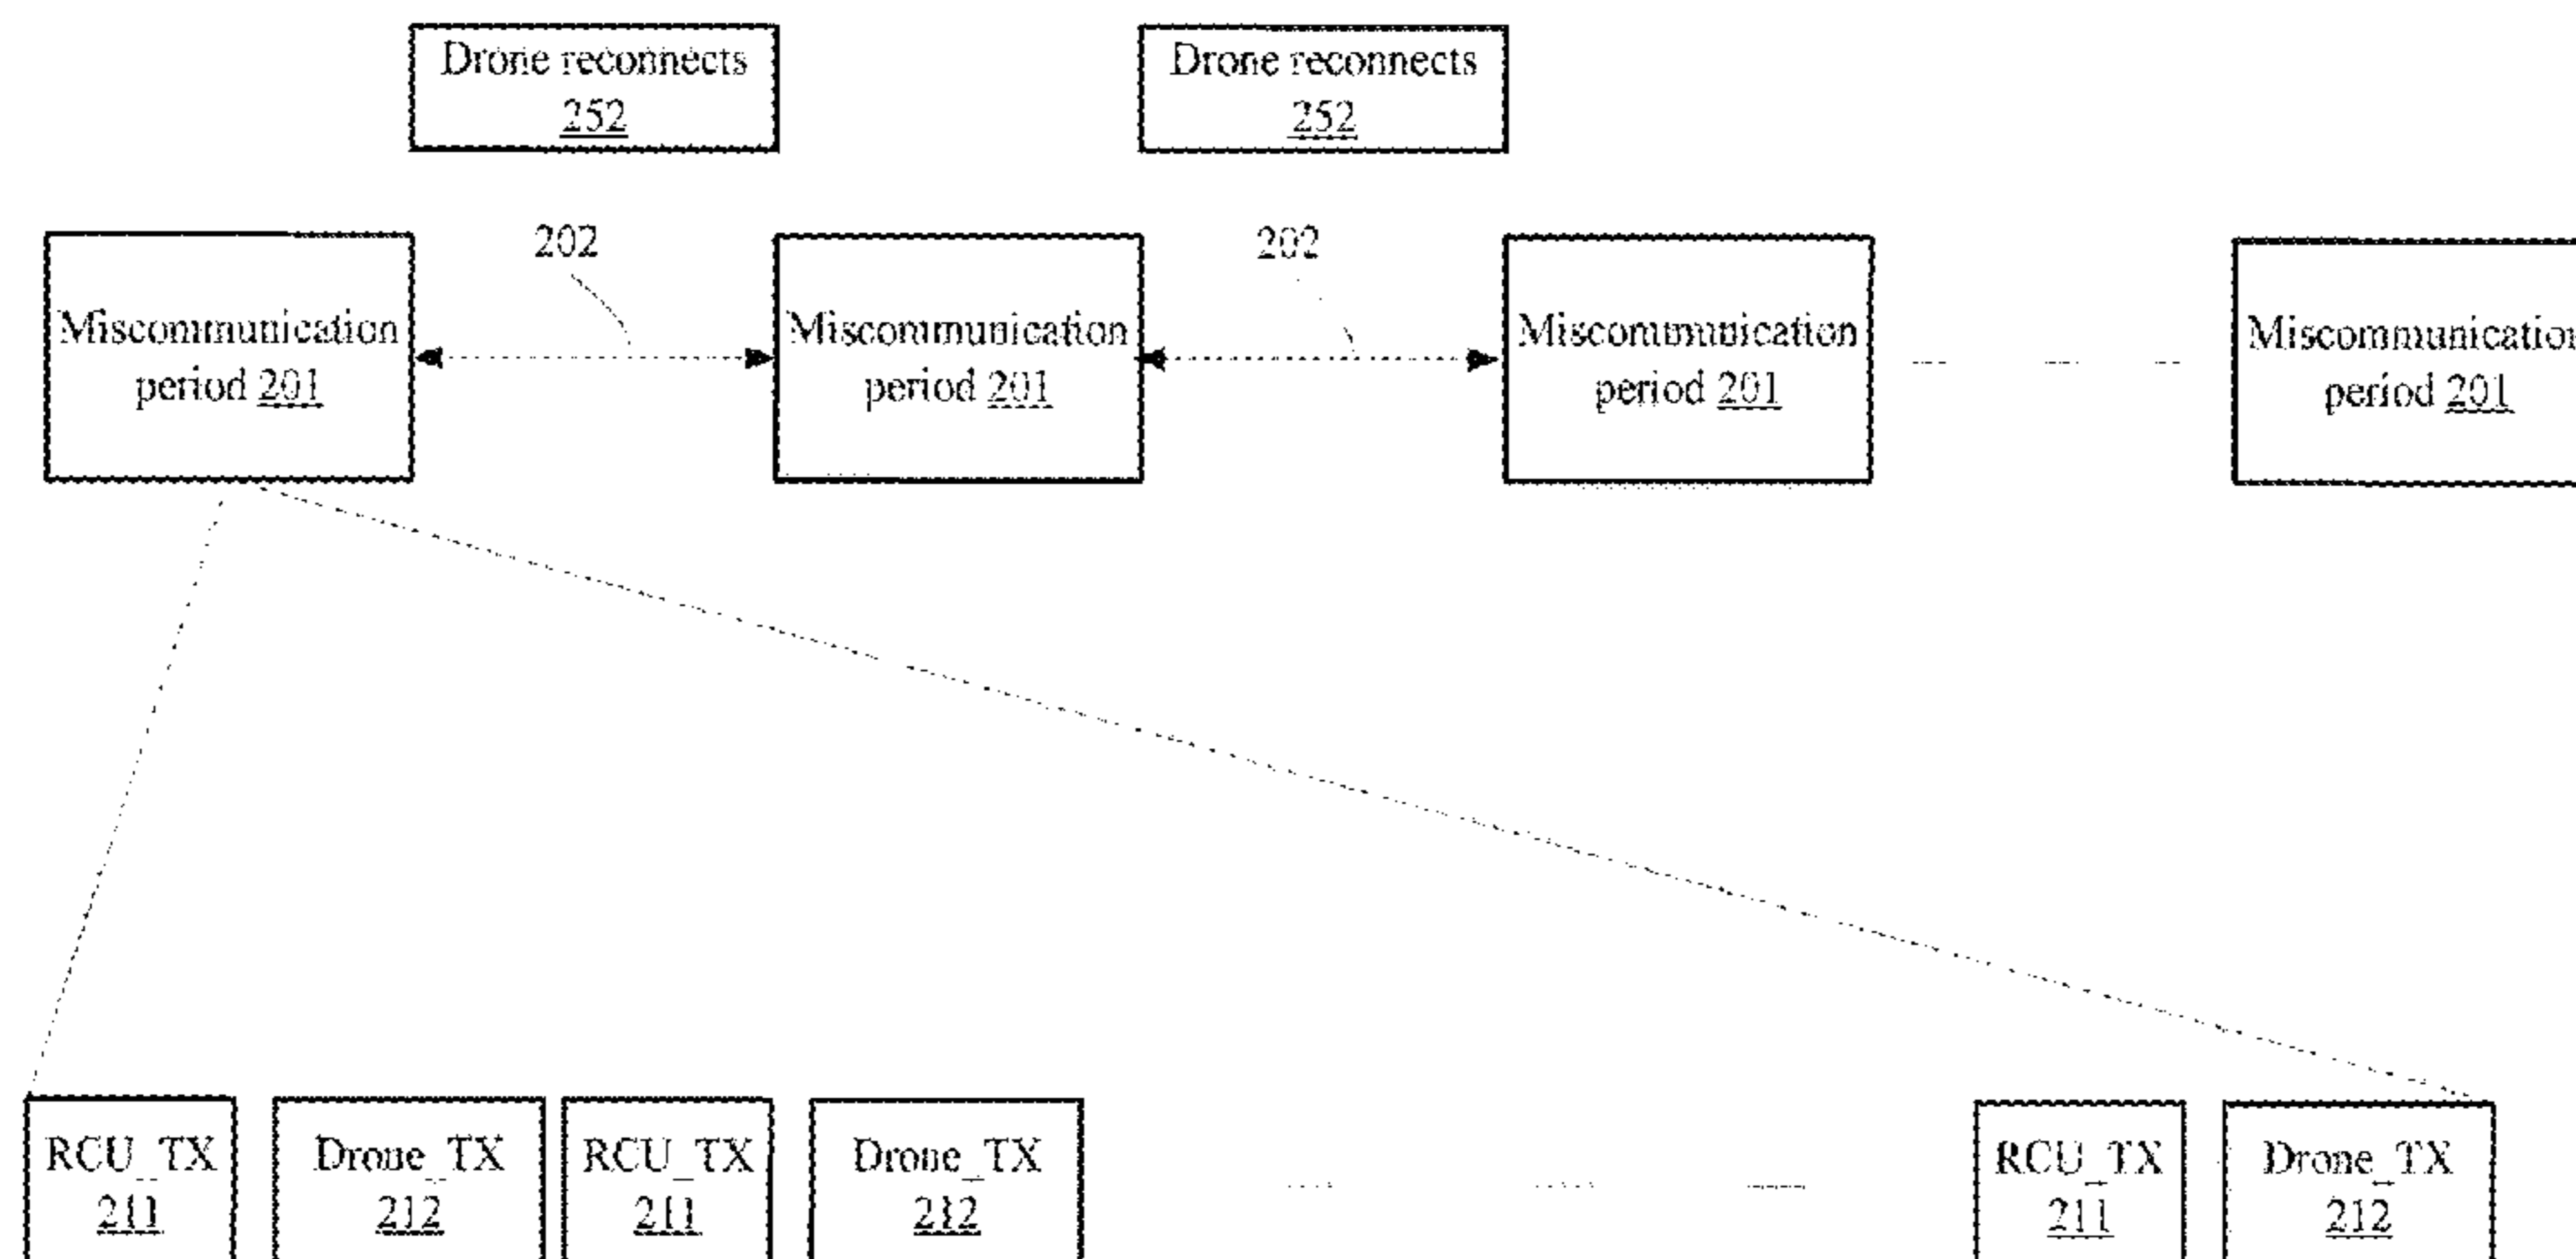 Drone reconnects
252
Drone reconnects
252
202
202
Miscommunication
period 201
Miscommunication
period 201
Miscommunication
period 201
Miscommunication
period 201
RCU_TX
211
Drone_TX
212
RCU_TX
211
Drone_TX
212
RCU_TX
211
Drone_TX
212